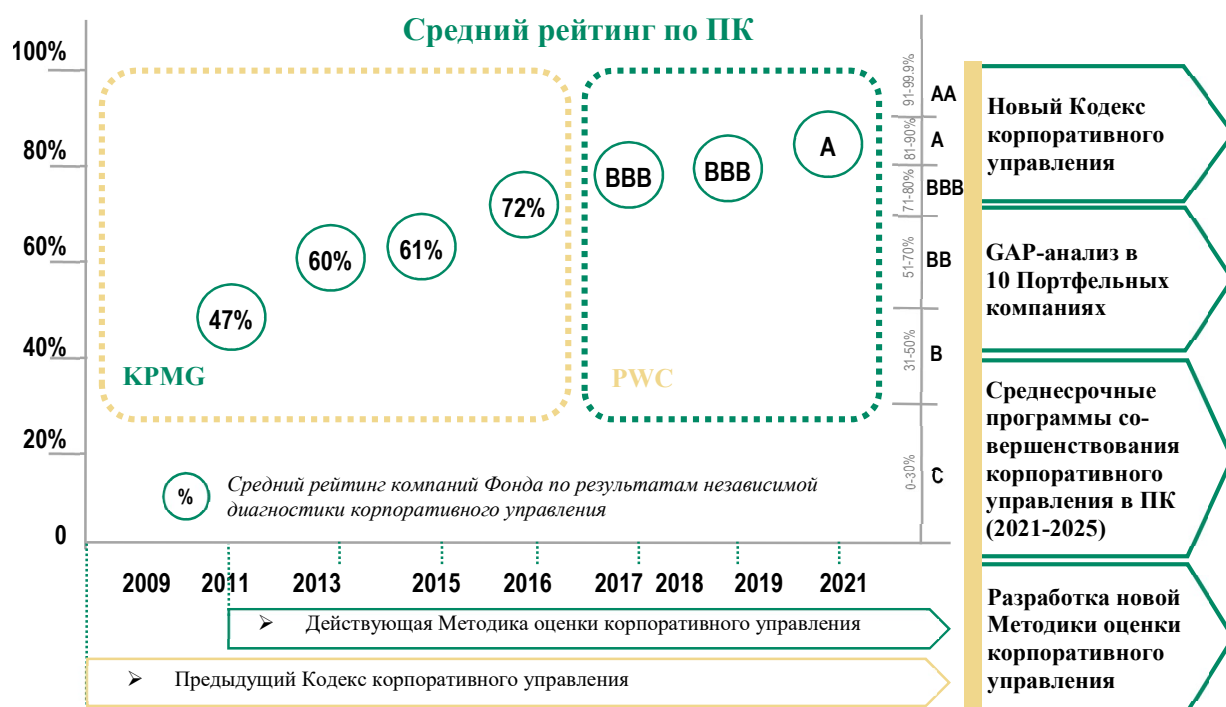 Средний рейтинг по ПК
100%
80%
60%
40%
20%
0
47%
60%
61%
72%
BBB
BBB
A
KPMG
PWC
%
Средний рейтинг компаний Фонда по результатам независимой
диагностики корпоративного управления
91-99.9%
AA
81-90%
A
71-80%
BBB
51-70%
BB
31-50%
B
0-30%
C
2009
2011
2013
2015
2016
2017
2018
2019
2021
Действующая Методика оценки корпоративного управления
Предыдущий Кодекс корпоративного управления
Новый Кодекс
корпоративного
управления
GAP-анализ в
10 Портфельных
компаниях
Среднесрочные
программы со-
вершенствования
корпоративного
управления в ПК
(2021-2025)
Разработка новой
Методики оценки
корпоративного
управления